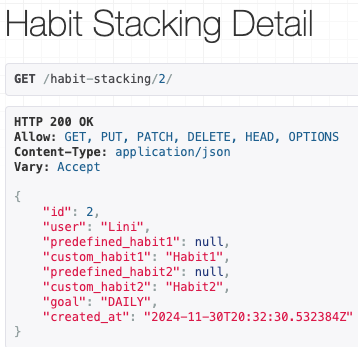 Habit Stacking Detail
GET /habit-stacking/2/
HTTP 200 OK
Allow: GET, PUT, PATCH, DELETE, HEAD, OPTIONS
Content-Type: application/json
Vary: Accept
{
    "id": 2,
    "user": "Lini",
    "predefined_habit1": null,
    "custom_habit1": "Habit1",
    "predefined_habit2": null,
    "custom_habit2": "Habit2",
    "goal": "DAILY",
    "created_at": "2024-11-30T20:32:30.532384Z"
}